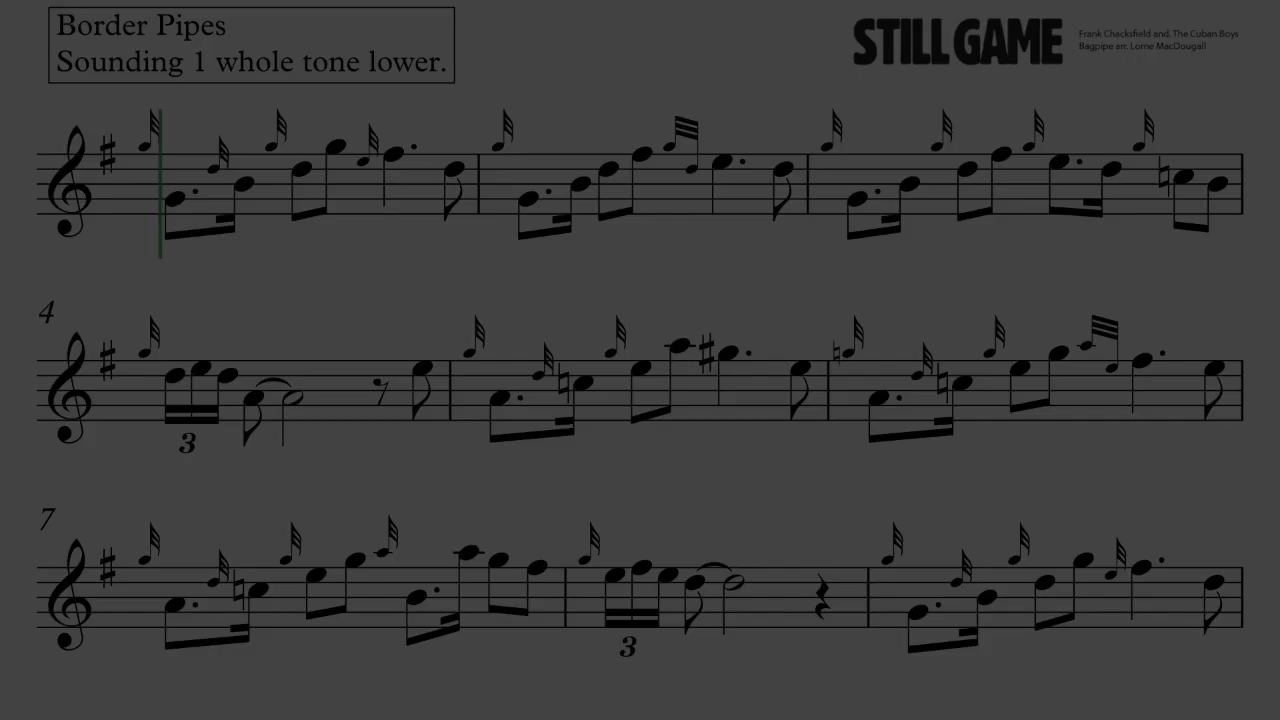 Border Pipes
Sounding 1 whole tone lower.
STILL GAME
Frank Chacksfield and. The Cuban Boys
Bagpipe arr. Lorne MacDougall
4
3
7
3